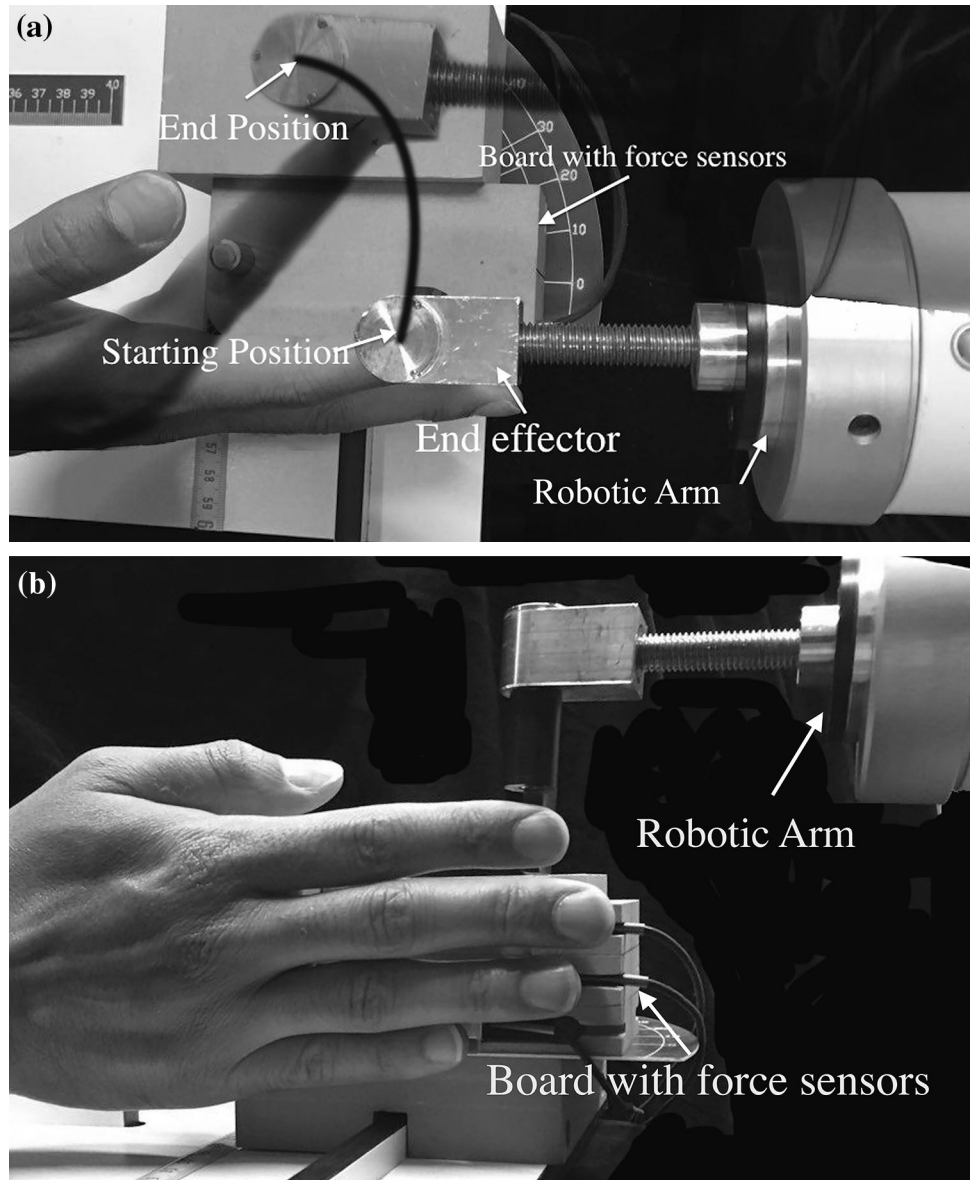 (a)
36 37 38 39 40
End Position
30
Board with force sensors
20
10
0
Starting Position
End effector
57 58 59
Robotic Arm
(b)
Robotic Arm
Board with force sensors